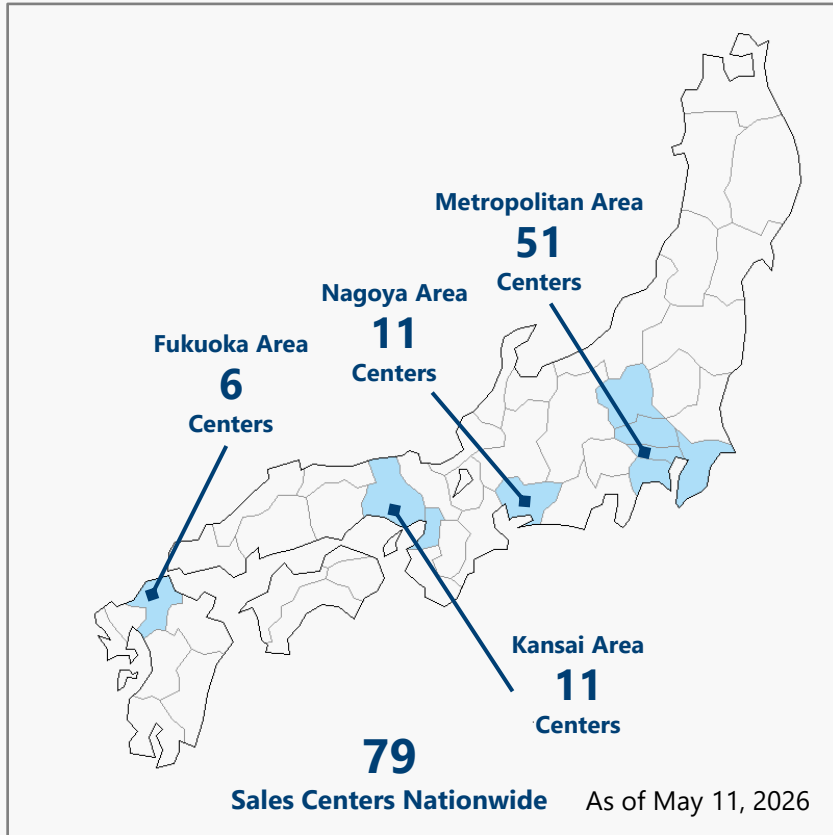 Metropolitan Area
51
Centers
Nagoya Area
11
Centers
Fukuoka Area
6
Centers
Kansai Area
11
Centers
79
Sales Centers Nationwide
As of May 11, 2026